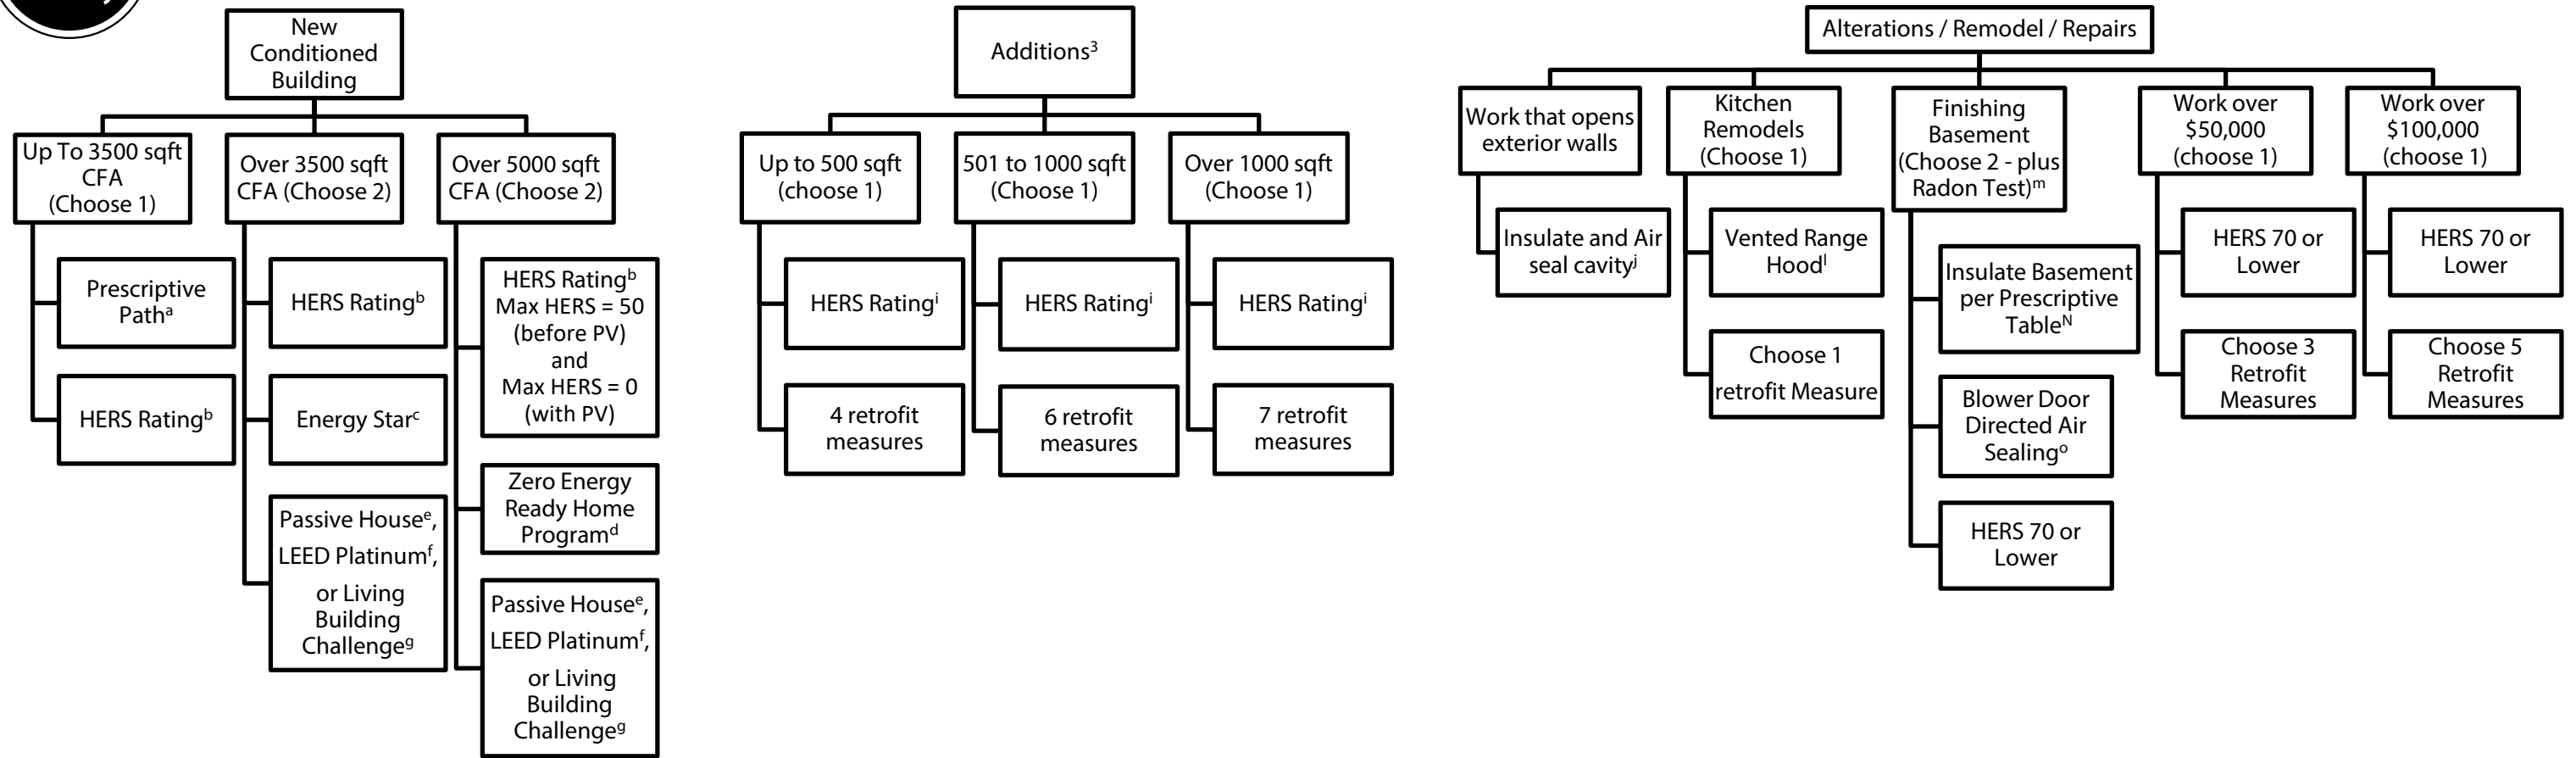 New
Conditioned
Building
Up To 3500 sqft
CFA
(Choose 1)
Prescriptive
Pathᵃ
HERS Ratingᵇ
Over 3500 sqft
CFA (Choose 2)
HERS Ratingᵇ
Energy Starᶜ
Passive Houseᵉ,
LEED Platinumᶠ,
or Living
Building
Challengeᵍ
Over 5000 sqft
CFA (Choose 2)
HERS Ratingᵇ
Max HERS = 50
(before PV)
and
Max HERS = 0
(with PV)
Zero Energy
Ready Home
Programᵈ
Passive Houseᵉ,
LEED Platinumᶠ,
or Living
Building
Challengeᵍ
Additions³
Up to 500 sqft
(choose 1)
HERS Ratingⁱ
4 retrofit
measures
501 to 1000 sqft
(Choose 1)
HERS Ratingⁱ
6 retrofit
measures
Over 1000 sqft
(Choose 1)
HERS Ratingⁱ
7 retrofit
measures
Alterations / Remodel / Repairs
Work that opens
exterior walls
Insulate and Air
seal cavityʲ
Kitchen
Remodels
(Choose 1)
Vented Range
Hoodˡ
Choose 1
retrofit Measure
Finishing
Basement
(Choose 2 - plus
Radon Test)ᵐ
Insulate Basement
per Prescriptive
Tableᴺ
Blower Door
Directed Air
Sealingᵒ
HERS 70 or
Lower
Work over
$50,000
(choose 1)
HERS 70 or
Lower
Choose 3
Retrofit
Measures
Work over
$100,000
(choose 1)
HERS 70 or
Lower
Choose 5
Retrofit
Measures